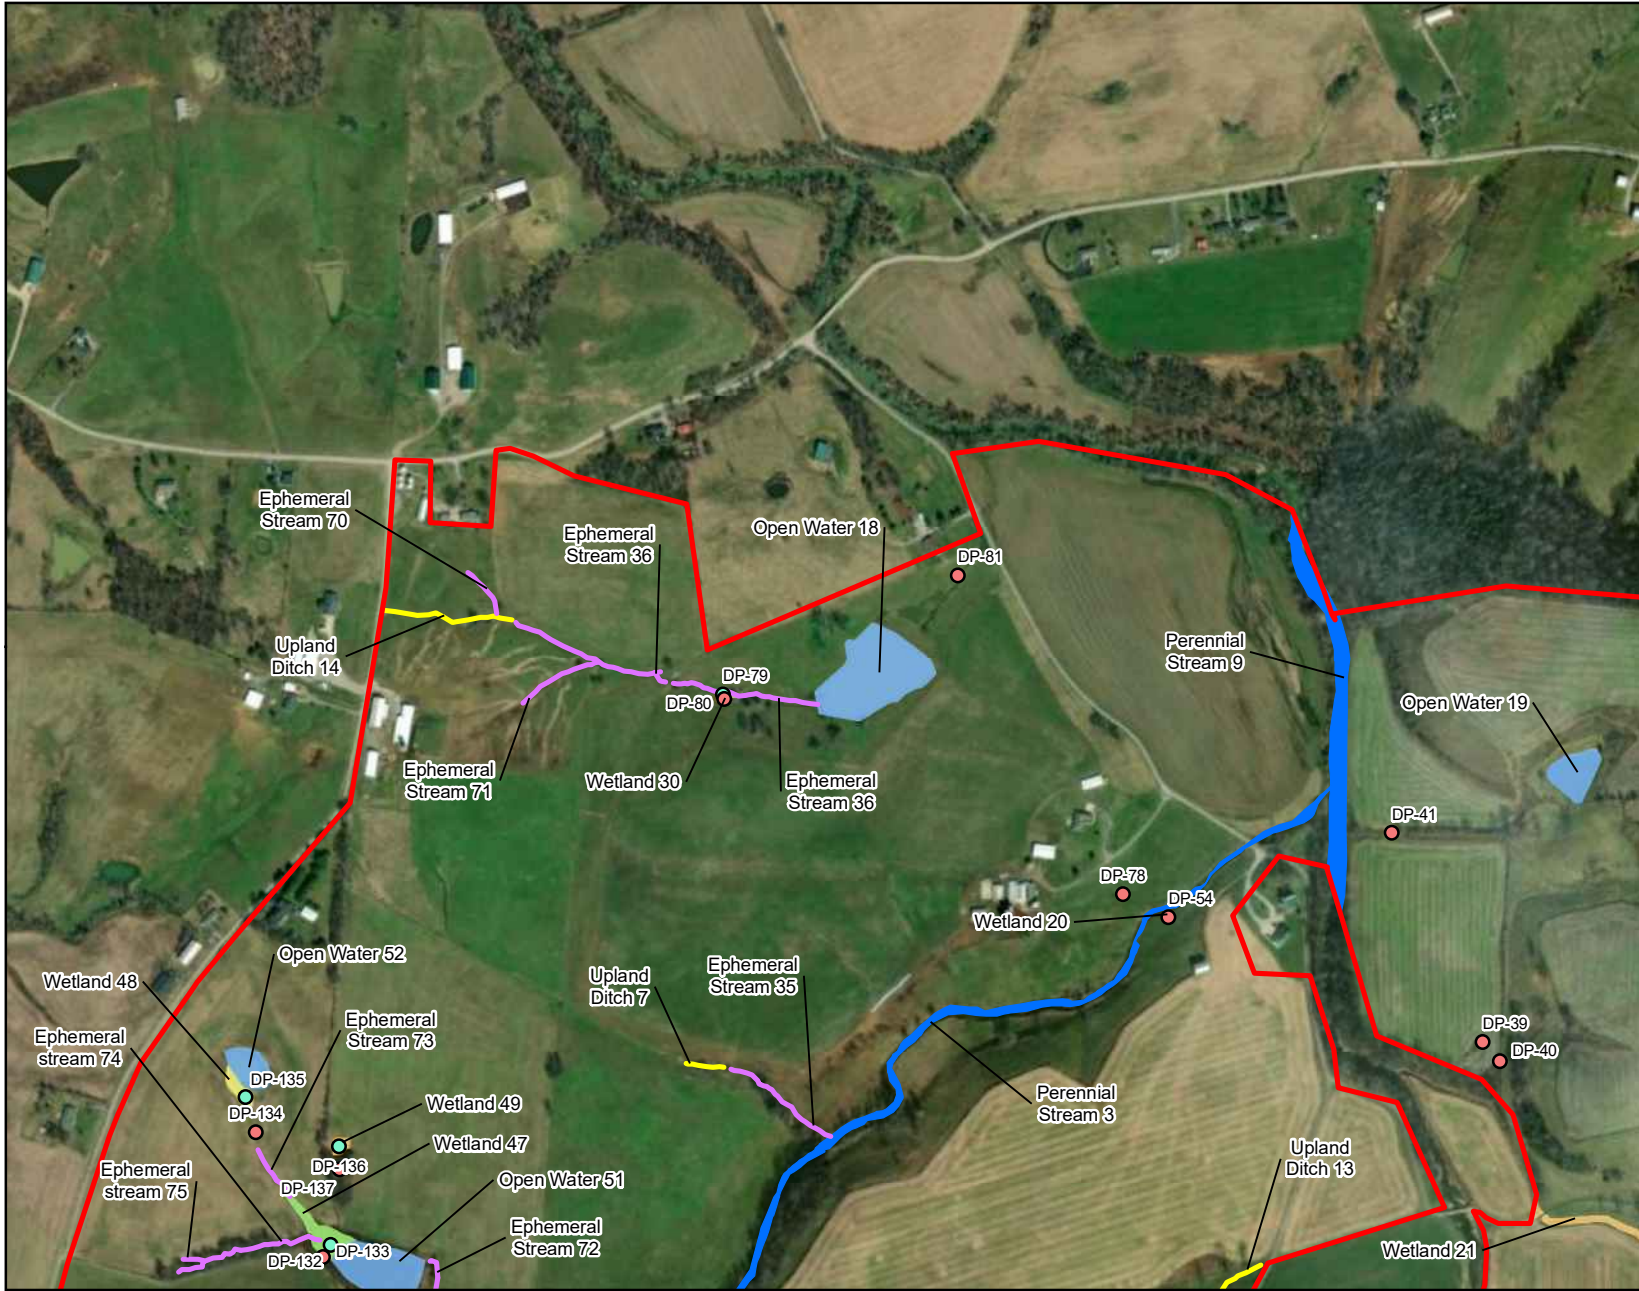 Ephemeral
Stream 70
Ephemeral
Stream 36
Open Water 18
DP-81
Upland
Ditch 14
Perennial
Stream 9
DP-79
DP-80
Open Water 19
Ephemeral
Stream 71
Wetland 30
Ephemeral
Stream 36
DP-41
DP-78
DP-54
Wetland 20
Open Water 52
Wetland 48
Upland
Ditch 7
Ephemeral
Stream 35
Ephemeral
stream 74
Ephemeral
Stream 73
DP-39
DP-40
DP-135
DP-134
Wetland 49
Perennial
Stream 3
Wetland 47
DP-136
DP-137
Ephemeral
stream 75
Open Water 51
Upland
Ditch 13
Ephemeral
Stream 72
DP-133
DP-132
Wetland 21